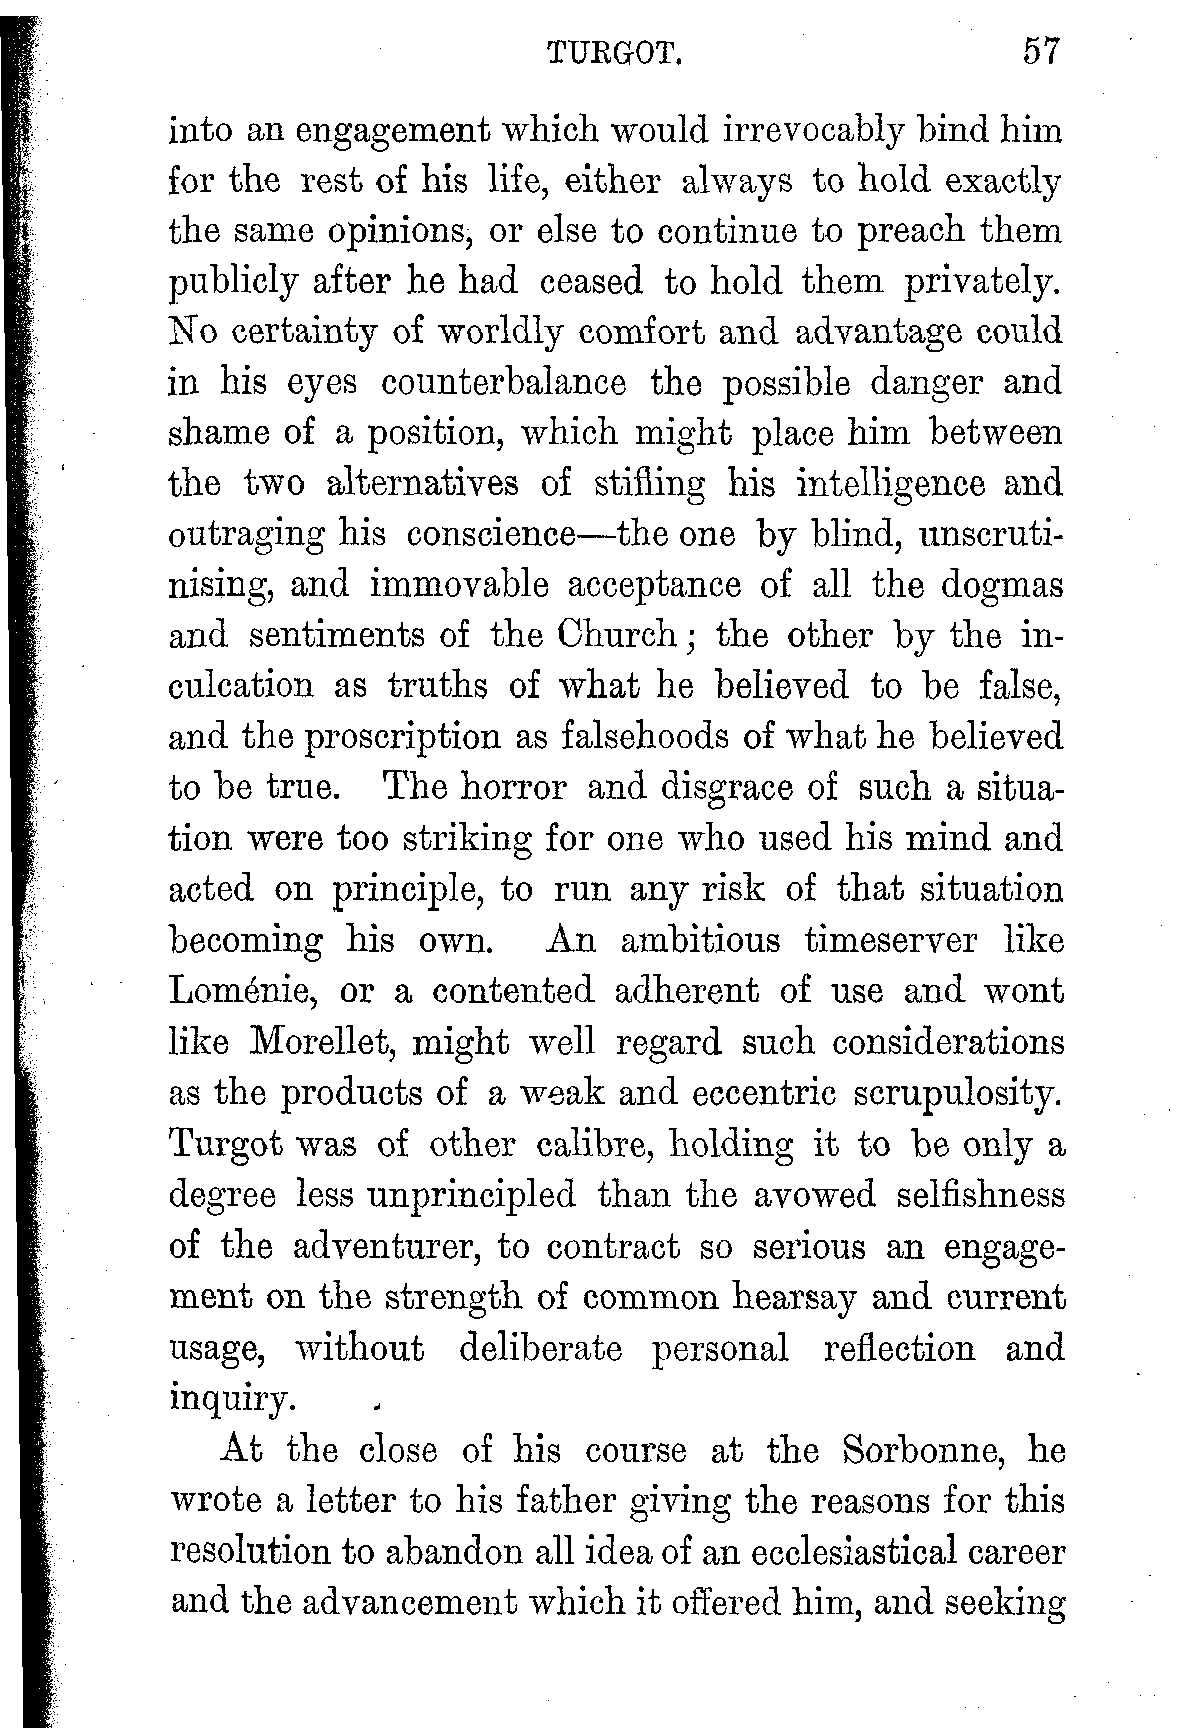 TURGOT. 57
into an engagement which would irrevocably bind him
for the rest of his life, either always to hold exactly
the same opinions, or else to continue to preach them
publicly after he had ceased to hold them privately.
No certainty of worldly comfort and advantage could
in his eyes counterbalance the possible danger and
shame of a position, which might place him between
the two alternatives of stifling his intelligence and
outraging his conscience—the one by blind, unscruti-
nising, and immovable acceptance of all the dogmas
and sentiments of the Church; the other by the in-
culcation as truths of what he believed to be false,
and the proscription as falsehoods of what he believed
to be true. The horror and disgrace of such a situa-
tion were too striking for one who used his mind and
acted on principle, to run any risk of that situation
becoming his own. An ambitious timeserver like
Loménie, or a contented adherent of use and wont
like Morellet, might well regard such considerations
as the products of a weak and eccentric scrupulosity.
Turgot was of other calibre, holding it to be only a
degree less unprincipled than the avowed selfishness
of the adventurer, to contract so serious an engage-
ment on the strength of common hearsay and current
usage, without deliberate personal reflection and
inquiry.
At the close of his course at the Sorbonne, he
wrote a letter to his father giving the reasons for this
resolution to abandon all idea of an ecclesiastical career
and the advancement which it offered him, and seeking